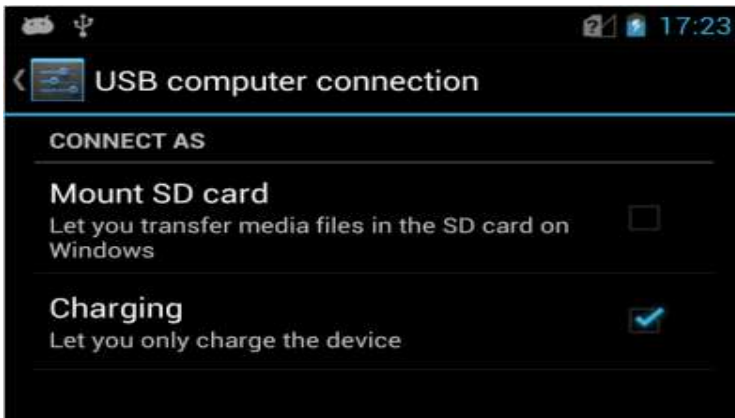 17:23
USB computer connection
CONNECT AS
Mount SD card
Let you transfer media files in the SD card on
Windows
Charging
Let you only charge the device